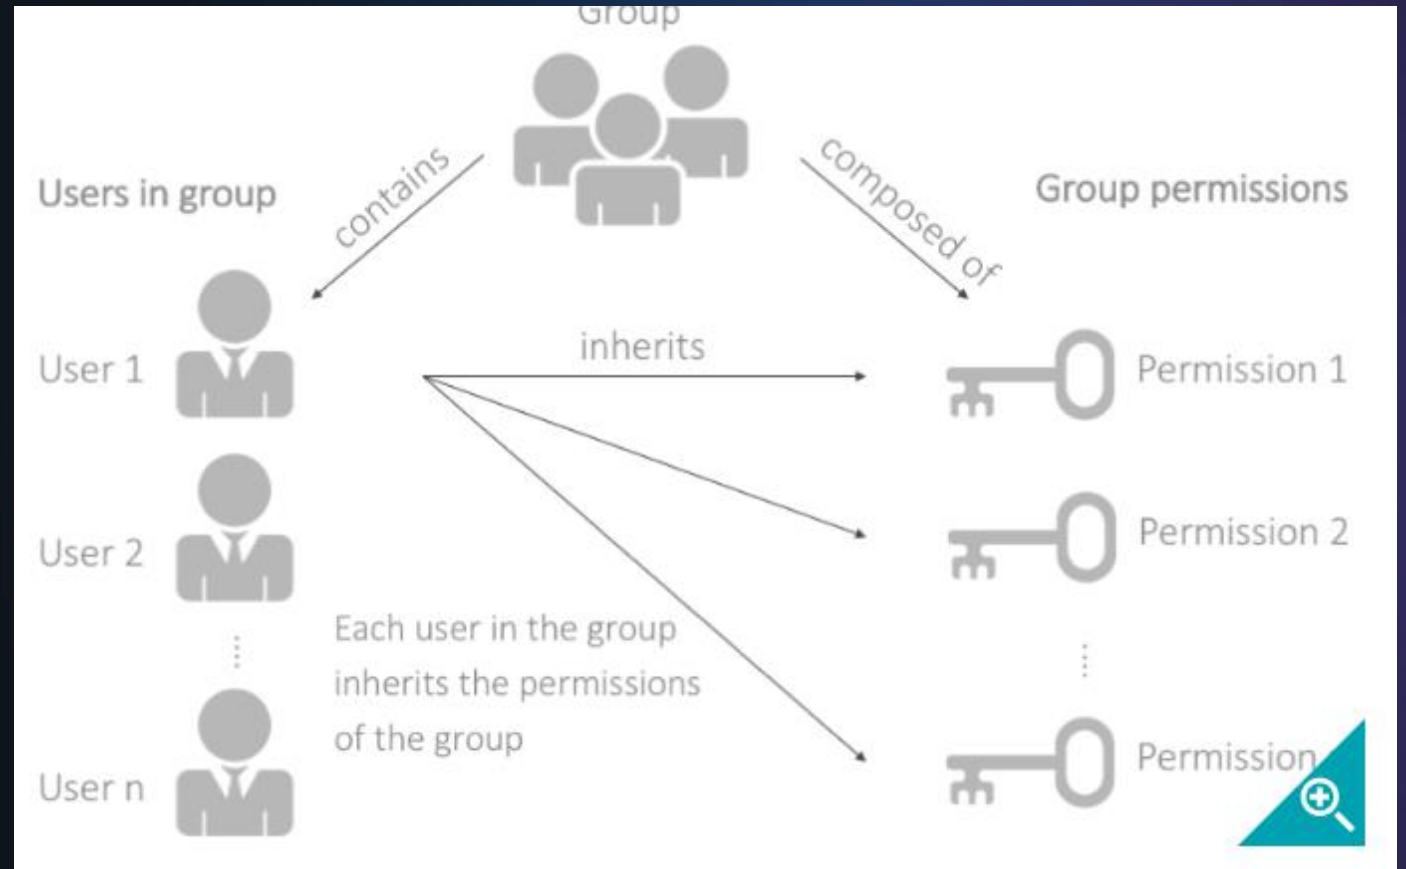 Group
contains
composed of
Users in group
Group permissions
User 1
inherits
Permission 1
User 2
Permission 2
Each user in the group
inherits the permissions
of the group
User n
Permission